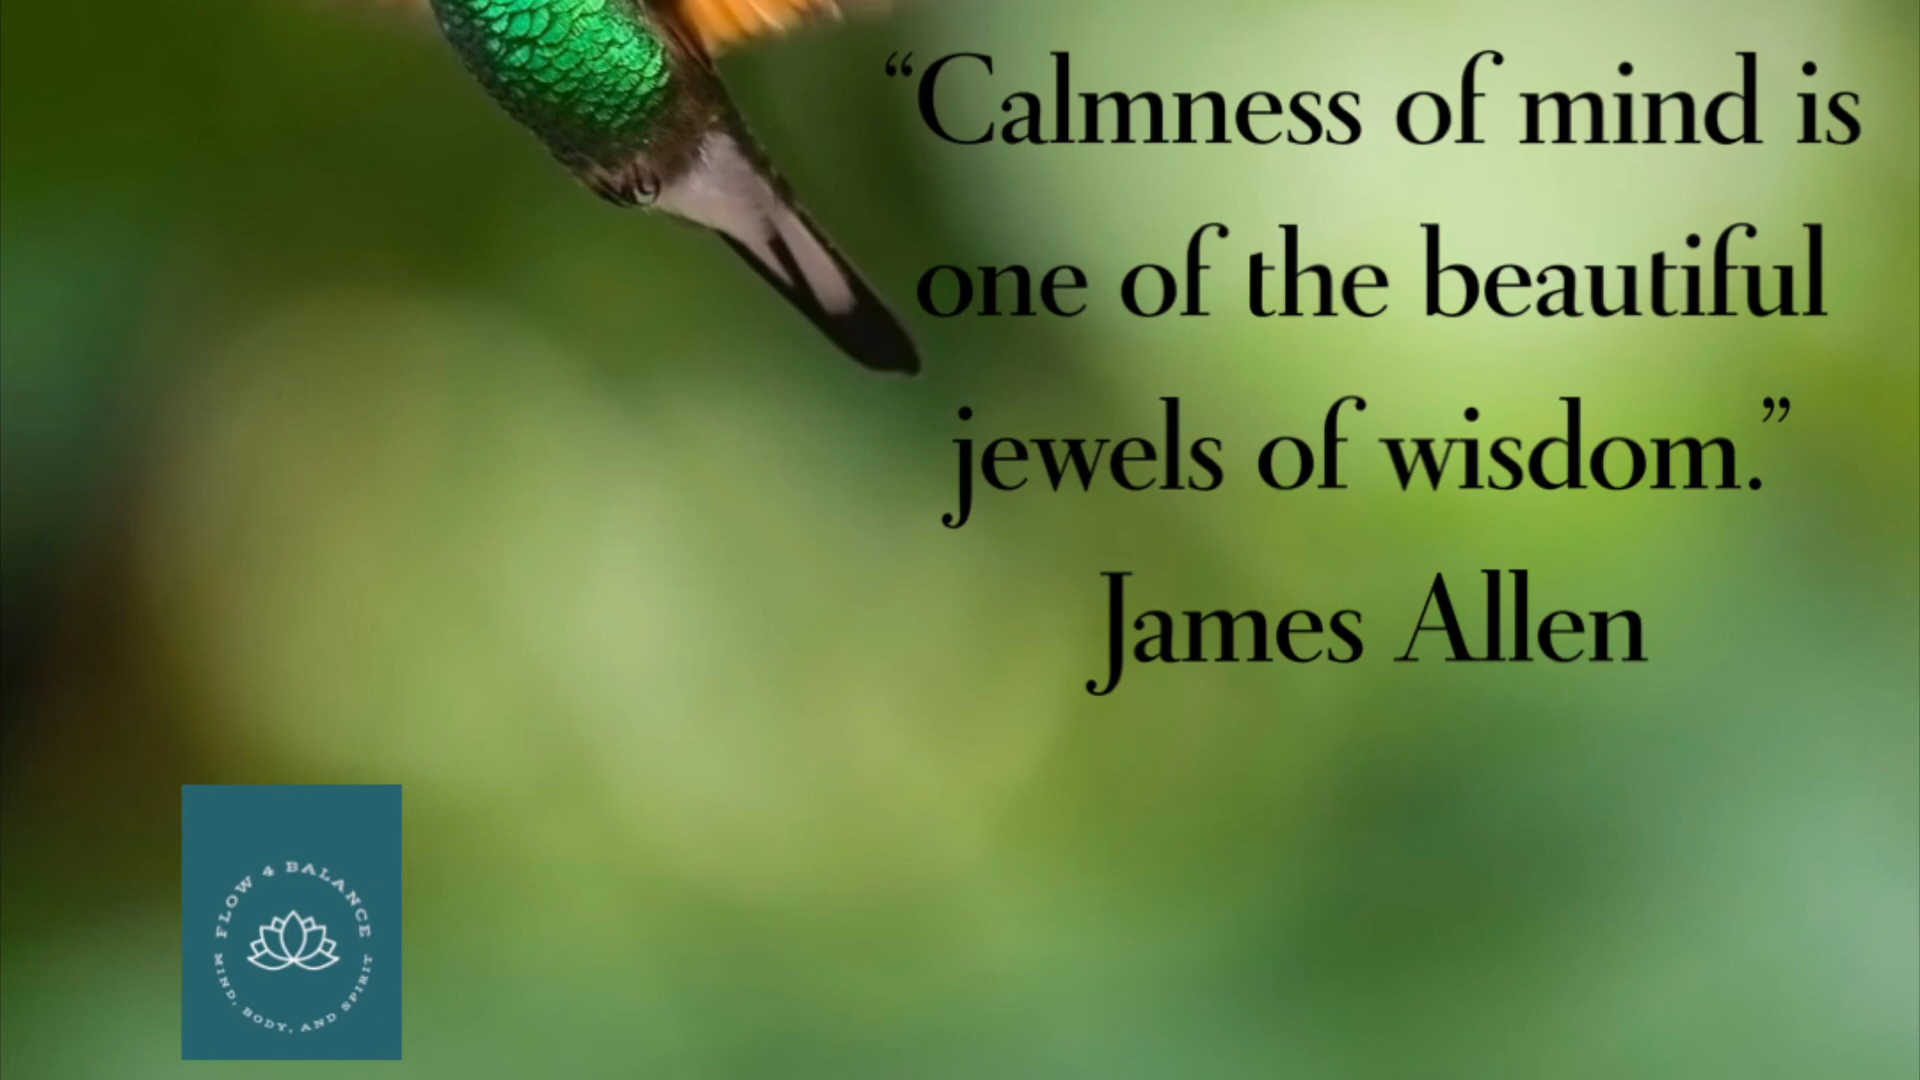 “Calmness of mind is
one of the beautiful
jewels of wisdom.”
James Allen
FLOW 4 BALANCE
MIND, BODY, AND SPIRIT